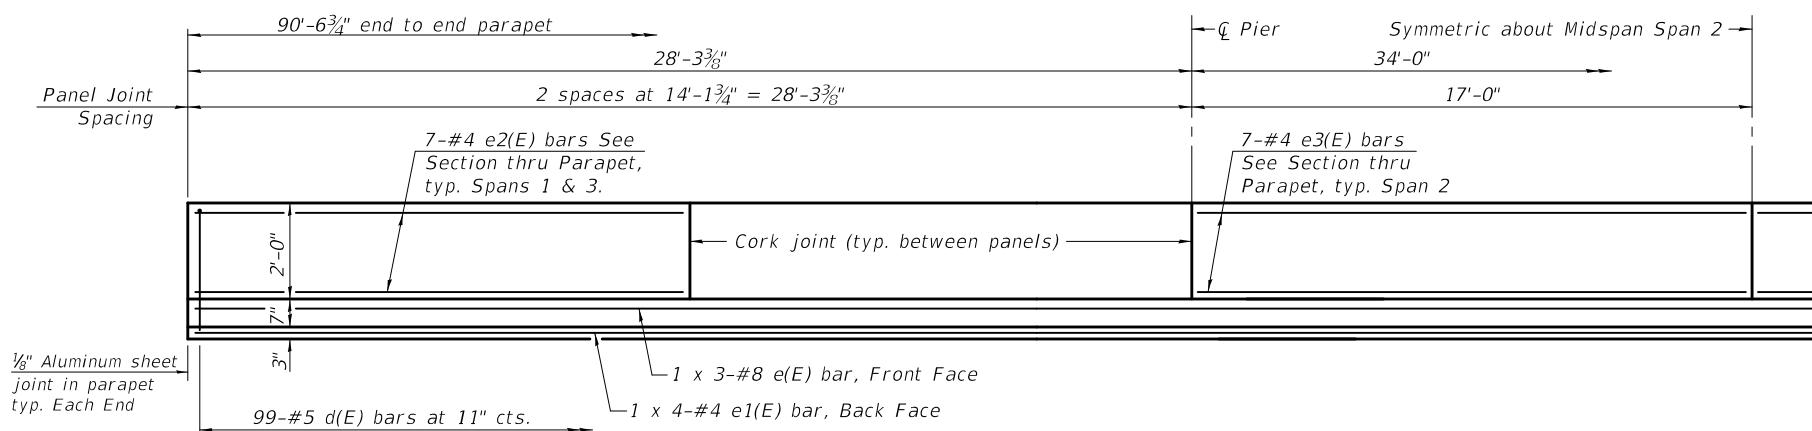 90'-6¾" end to end parapet
℄ Pier
Symmetric about Midspan Span 2
28'-3⅜"
34'-0"
Panel Joint
Spacing
2 spaces at 14'-1¾" = 28'-3⅜"
17'-0"
7-#4 e2(E) bars See
Section thru Parapet,
typ. Spans 1 & 3.
7-#4 e3(E) bars
See Section thru
Parapet, typ. Span 2
2'-0"
Cork joint (typ. between panels)
7"
3"
⅛" Aluminum sheet
joint in parapet
typ. Each End
1 x 3-#8 e(E) bar, Front Face
1 x 4-#4 e1(E) bar, Back Face
99-#5 d(E) bars at 11" cts.